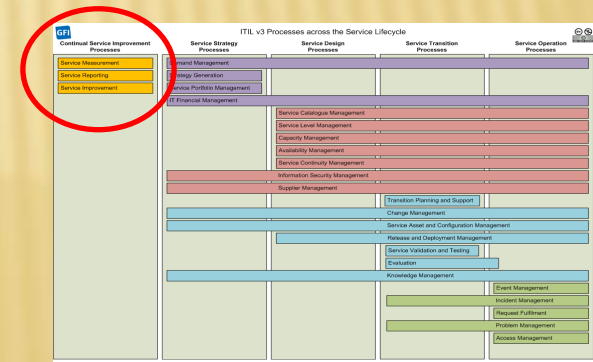 GFI
ITIL v3 Processes across the Service Lifecycle
Continual Service Improvement
Processes
Service Strategy
Processes
Service Design
Processes
Service Transition
Processes
Service Operation
Processes
Service Measurement
Service Reporting
Service Improvement
Demand Management
Strategy Generation
Service Portfolio Management
IT Financial Management
Service Catalogue Management
Service Level Management
Capacity Management
Availability Management
Service Continuity Management
Information Security Management
Supplier Management
Transition Planning and Support
Change Management
Service Asset and Configuration Management
Release and Deployment Management
Service Validation and Testing
Evaluation
Knowledge Management
Event Management
Incident Management
Request Fulfilment
Problem Management
Access Management